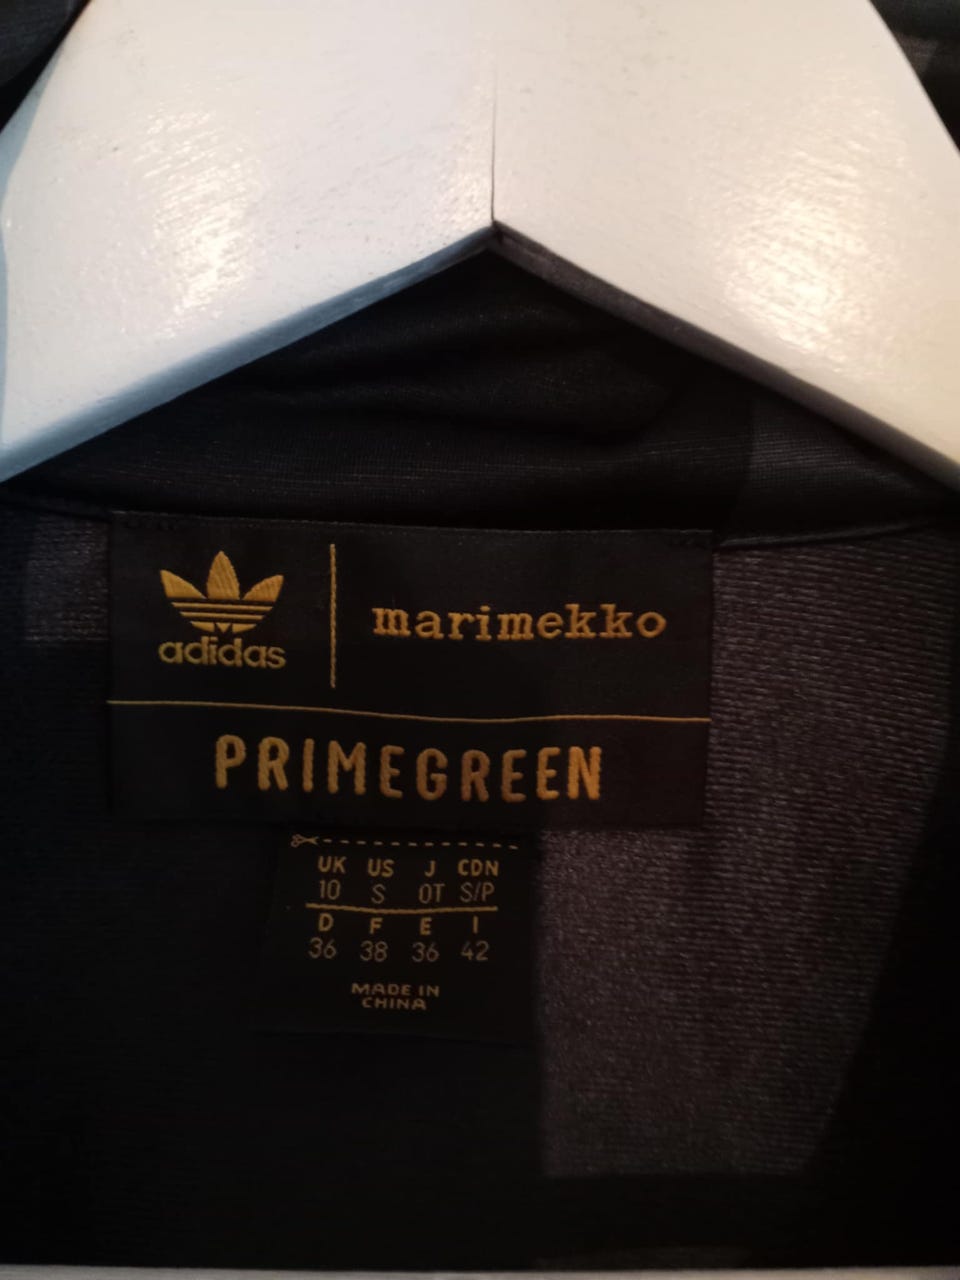 adidas
marimekko
PRIMEGREEN
UK US J CDN
10 S OT S/P
D F E I
36 38 36 42
MADE IN
CHINA